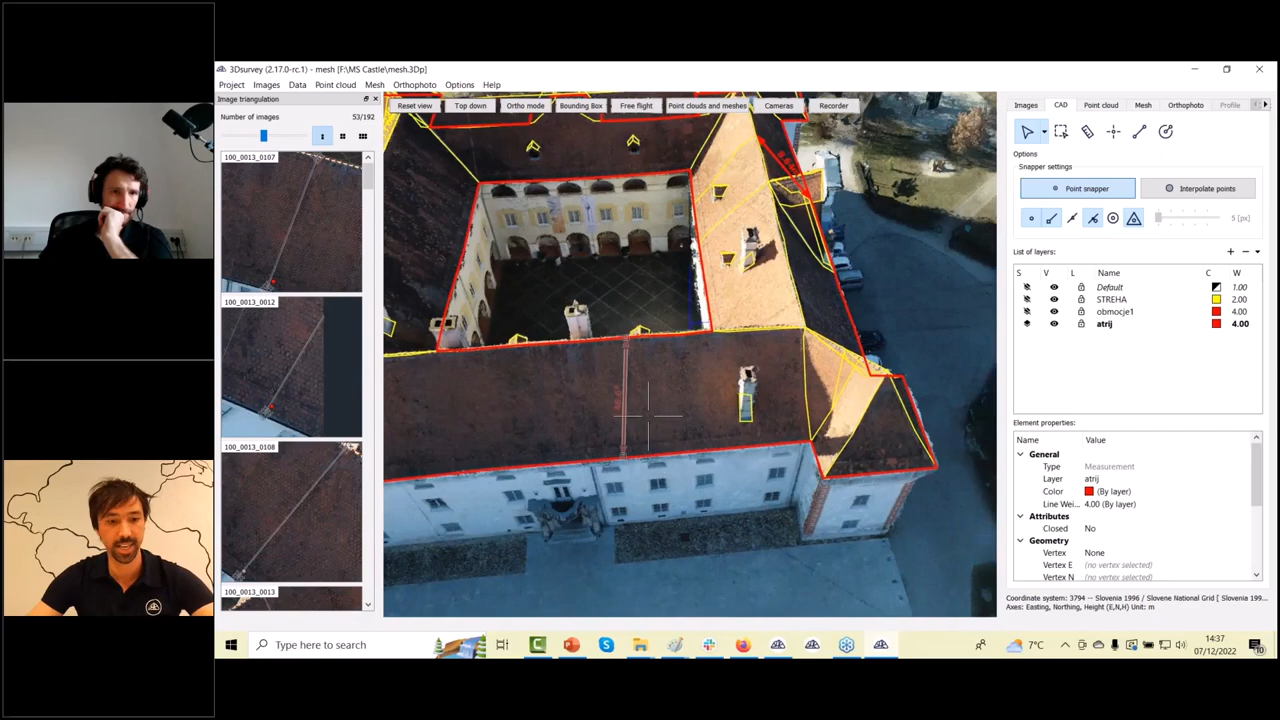 3Dsurvey (2.17.0-rc.1) - mesh [F:\MS Castle\mesh.3Dp]
Project Images Data Point cloud Mesh Orthophoto Options Help
Image triangulation
Number of images 53/192
100_0013_0107
100_0013_0012
100_0013_0108
100_0013_0013
Reset view Top down Ortho mode Bounding Box Free flight Point clouds and meshes Cameras Recorder
Images CAD Point cloud Mesh Orthophoto Profile
Options
Snapper settings
Point snapper Interpolate points
5 [px]
List of layers:
S V L Name C W
Default 1.00
STREHA 2.00
obmocje1 4.00
atrij 4.00
Element properties:
Name Value
General
Type Measurement
Layer atrij
Color (By layer)
Line Wei... 4.00 (By layer)
Attributes
Closed No
Geometry
Vertex None
Vertex E (no vertex selected)
Vertex N (no vertex selected)
Coordinate system: 3794 -- Slovenia 1996 / Slovene National Grid [ Slovenia 199...
Axes: Easting, Northing, Height (E,N,H) Unit: m
Type here to search
7°C
14:37
07/12/2022
10